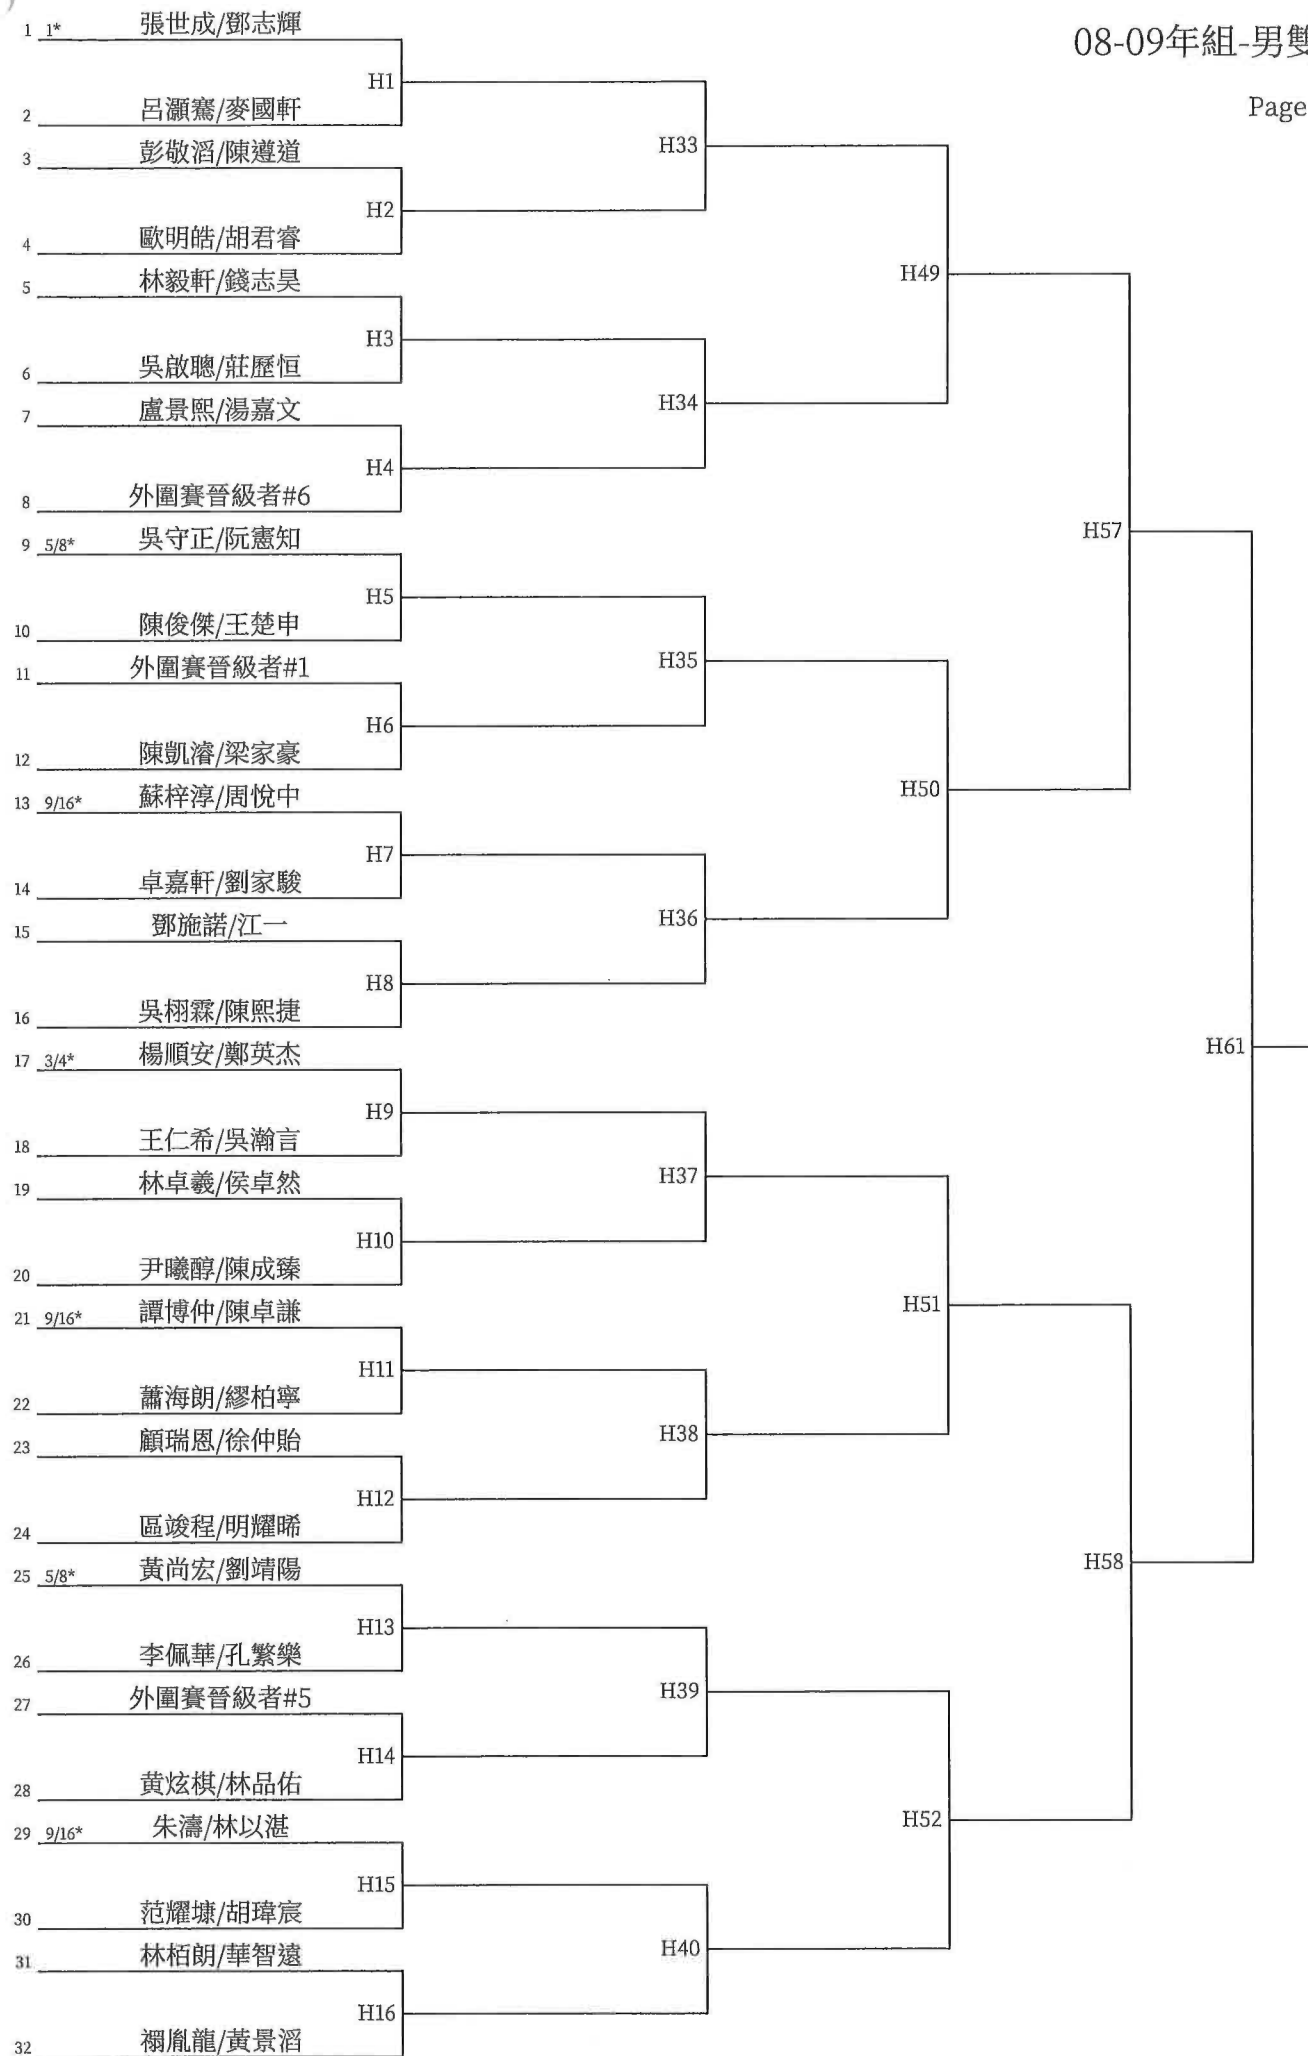 08-09年組-男雙
Page
1 1* 張世成/鄧志輝
H1
2 呂灝騫/麥國軒
3 彭敬滔/陳遵道
H33
H2
4 歐明皓/胡君睿
5 林毅軒/錢志昊
H49
H3
6 吳啟聰/莊歷恒
7 盧景熙/湯嘉文
H34
H4
8 外圍賽晉級者#6
9 5/8* 吳守正/阮憲知
H57
H5
10 陳俊傑/王楚申
11 外圍賽晉級者#1
H35
H6
12 陳凱濬/梁家豪
13 9/16* 蘇梓淳/周悅中
H50
H7
14 卓嘉軒/劉家駿
15 鄧施諾/江一
H36
H8
16 吳栩霖/陳熙捷
17 3/4* 楊順安/鄭英杰
H61
H9
18 王仁希/吳瀚言
19 林卓羲/侯卓然
H37
H10
20 尹曦醇/陳成臻
21 9/16* 譚博仲/陳卓謙
H51
H11
22 蕭海朗/繆柏寧
23 顧瑞恩/徐仲貽
H38
H12
24 區竣程/明耀晞
25 5/8* 黃尚宏/劉靖陽
H58
H13
26 李佩華/孔繁樂
27 外圍賽晉級者#5
H39
H14
28 黄炫棋/林品佑
29 9/16* 朱濤/林以湛
H52
H15
30 范耀墉/胡瑋宸
31 林栢朗/華智遠
H40
H16
32 禤胤龍/黃景滔